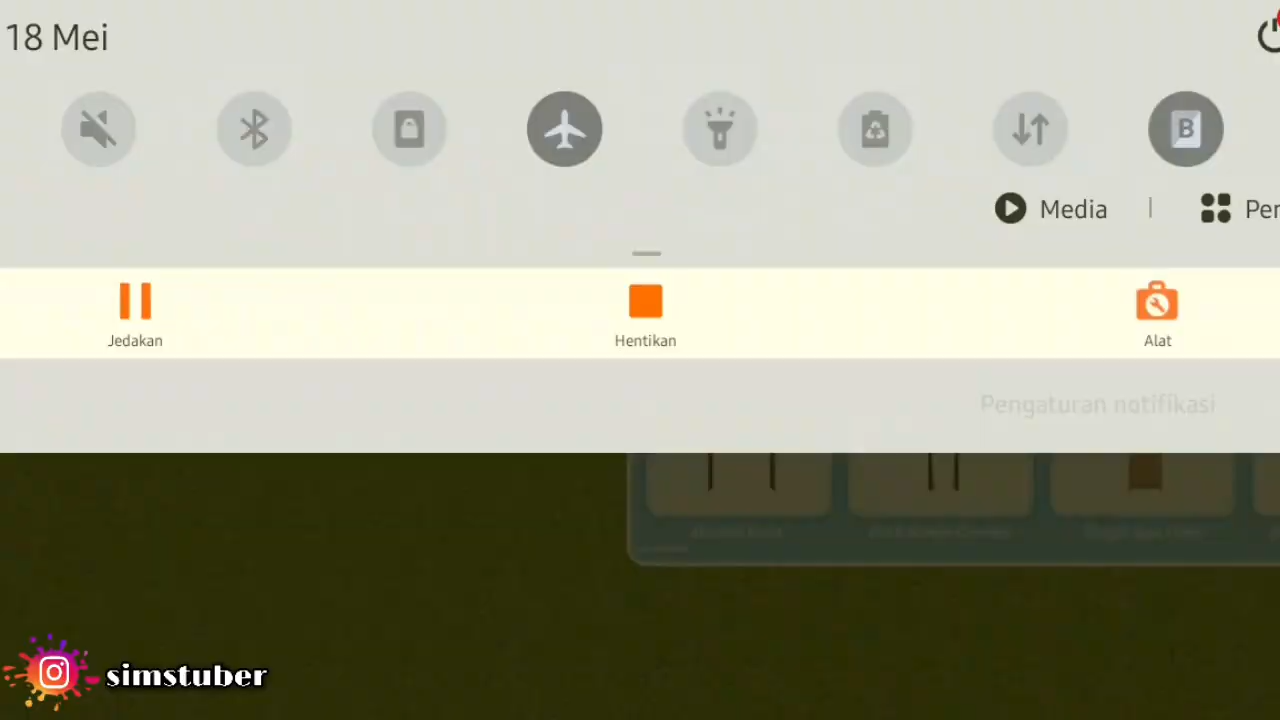 18 Mei
B
Media
Per
Jedakan
Hentikan
Alat
Pengaturan notifikasi
simstuber